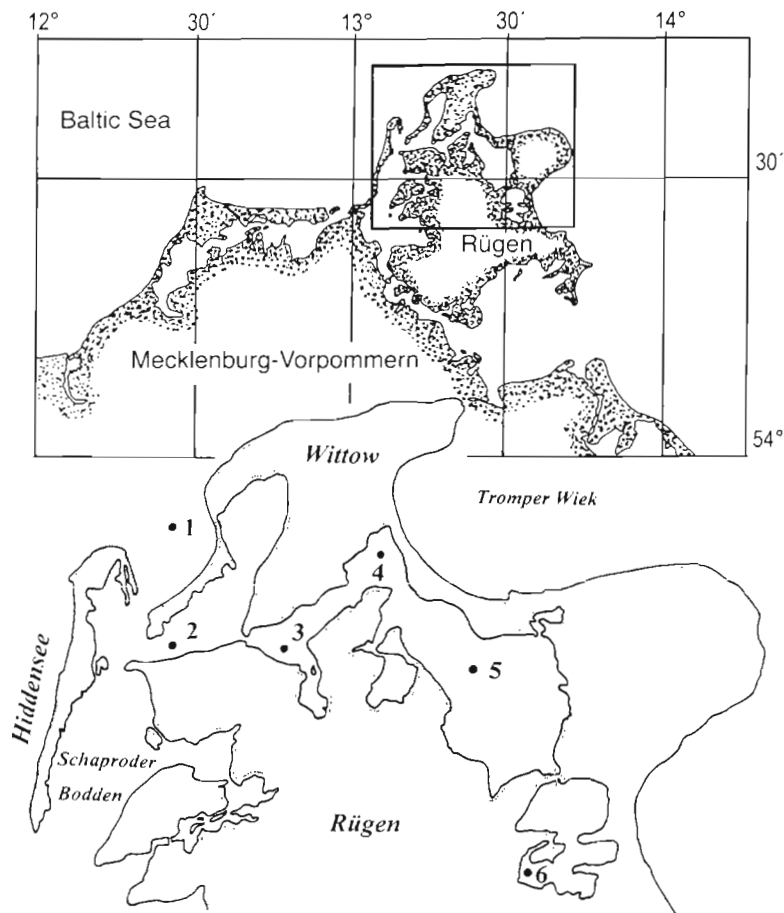 12° 30´ 13° 30´ 14°
Baltic Sea
30´
Rügen
Mecklenburg-Vorpommern
54°
Wittow
Tromper Wiek
1
4
2
3
5
Hiddensee
Schaproder
Bodden
Rügen
6